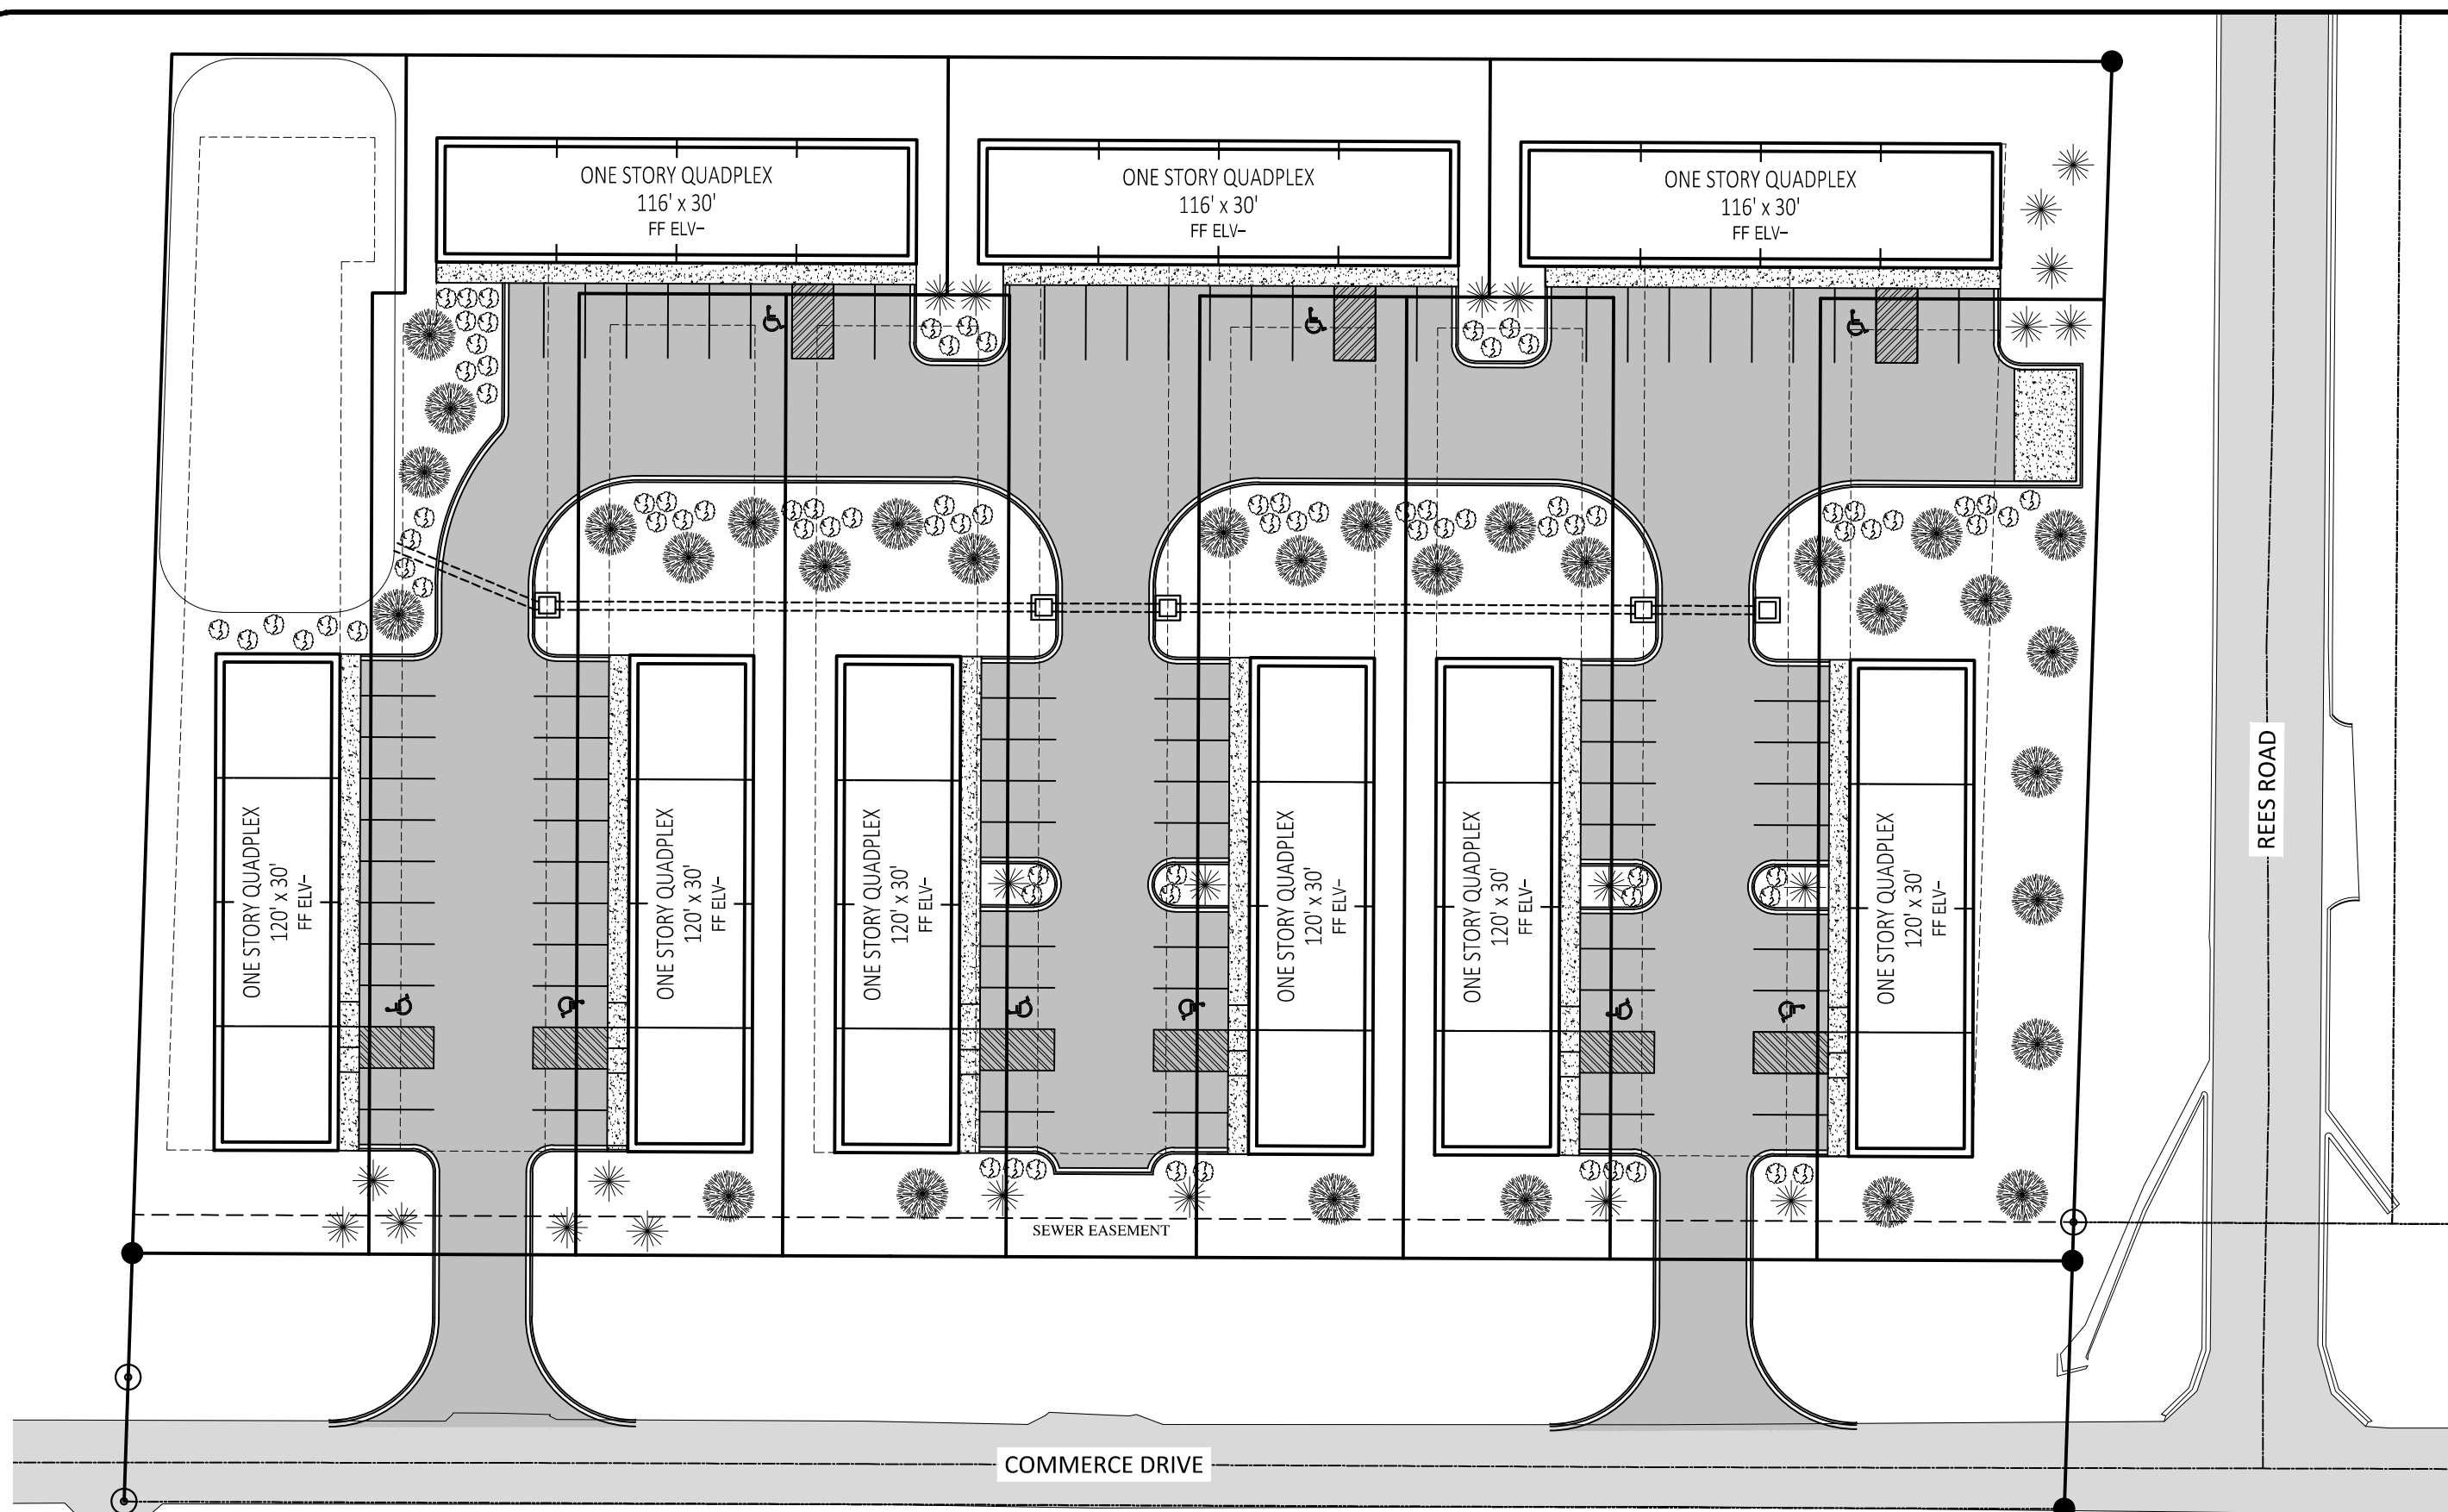 ONE STORY QUADPLEX
116' x 30'
FF ELV-
ONE STORY QUADPLEX
116' x 30'
FF ELV-
ONE STORY QUADPLEX
116' x 30'
FF ELV-
ONE STORY QUADPLEX
120' x 30'
FF ELV-
ONE STORY QUADPLEX
120' x 30'
FF ELV-
ONE STORY QUADPLEX
120' x 30'
FF ELV-
ONE STORY QUADPLEX
120' x 30'
FF ELV-
ONE STORY QUADPLEX
120' x 30'
FF ELV-
ONE STORY QUADPLEX
120' x 30'
FF ELV-
REES ROAD
SEWER EASEMENT
COMMERCE DRIVE